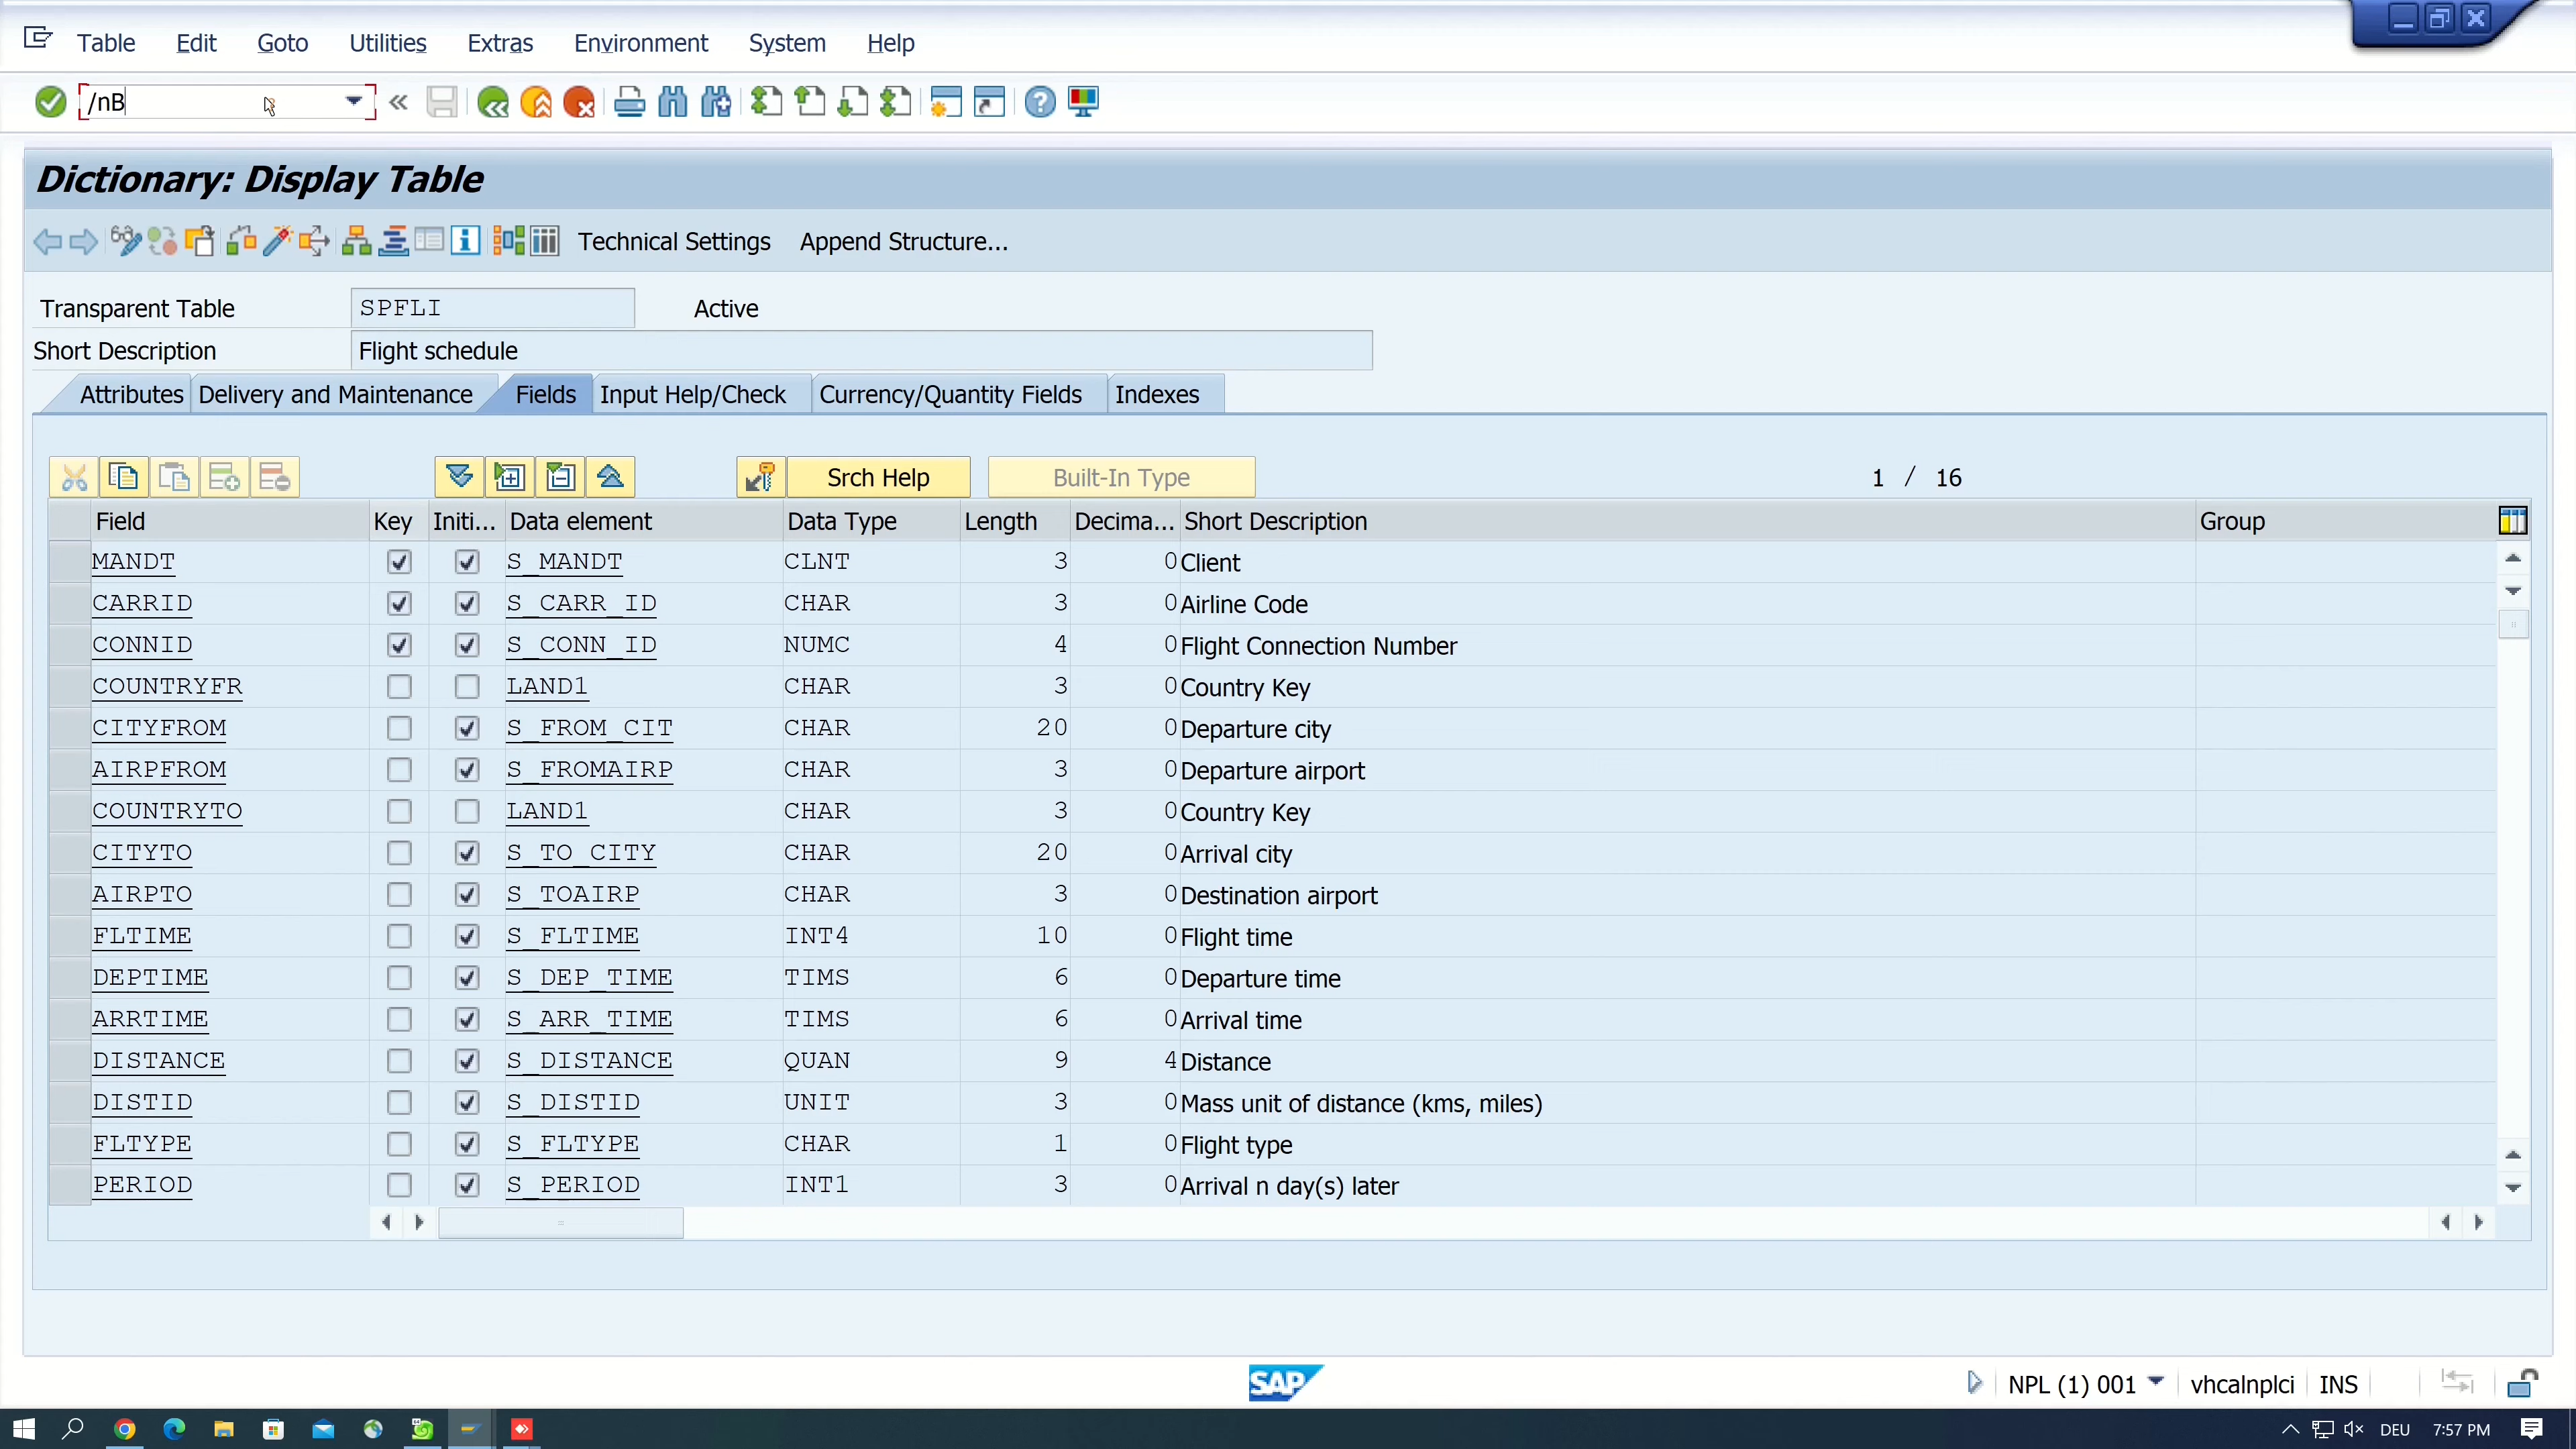 Table Edit Goto Utilities Extras Environment System Help
/nB
Dictionary: Display Table
Technical Settings Append Structure...
Transparent Table SPFLI Active
Short Description Flight schedule
Attributes Delivery and Maintenance Fields Input Help/Check Currency/Quantity Fields Indexes
Srch Help Built-In Type 1 / 16
Field Key Initi... Data element Data Type Length Decima... Short Description Group
MANDT S_MANDT CLNT 3 0 Client
CARRID S_CARR_ID CHAR 3 0 Airline Code
CONNID S_CONN_ID NUMC 4 0 Flight Connection Number
COUNTRYFR LAND1 CHAR 3 0 Country Key
CITYFROM S_FROM_CIT CHAR 20 0 Departure city
AIRPFROM S_FROMAIRP CHAR 3 0 Departure airport
COUNTRYTO LAND1 CHAR 3 0 Country Key
CITYTO S_TO_CITY CHAR 20 0 Arrival city
AIRPTO S_TOAIRP CHAR 3 0 Destination airport
FLTIME S_FLTIME INT4 10 0 Flight time
DEPTIME S_DEP_TIME TIMS 6 0 Departure time
ARRTIME S_ARR_TIME TIMS 6 0 Arrival time
DISTANCE S_DISTANCE QUAN 9 4 Distance
DISTID S_DISTID UNIT 3 0 Mass unit of distance (kms, miles)
FLTYPE S_FLTYPE CHAR 1 0 Flight type
PERIOD S_PERIOD INT1 3 0 Arrival n day(s) later
SAP NPL (1) 001 vhcalnplci INS
DEU 7:57 PM